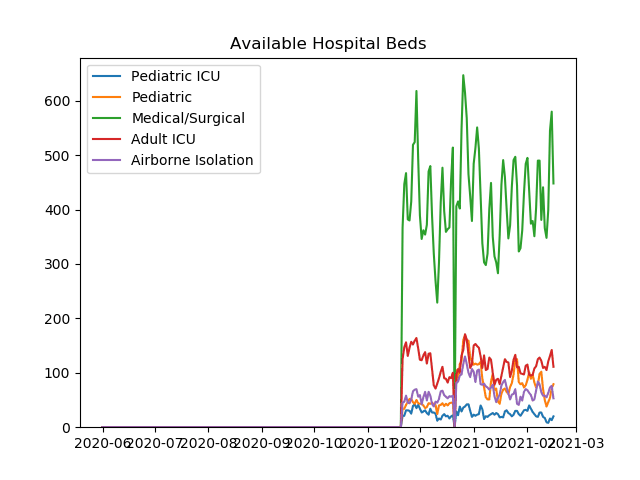 Available Hospital Beds
Pediatric ICU
Pediatric
Medical/Surgical
Adult ICU
Airborne Isolation
600
500
400
300
200
100
0
2020-06 2020-07 2020-08 2020-09 2020-10 2020-11 2020-12 2021-01 2021-02 2021-03